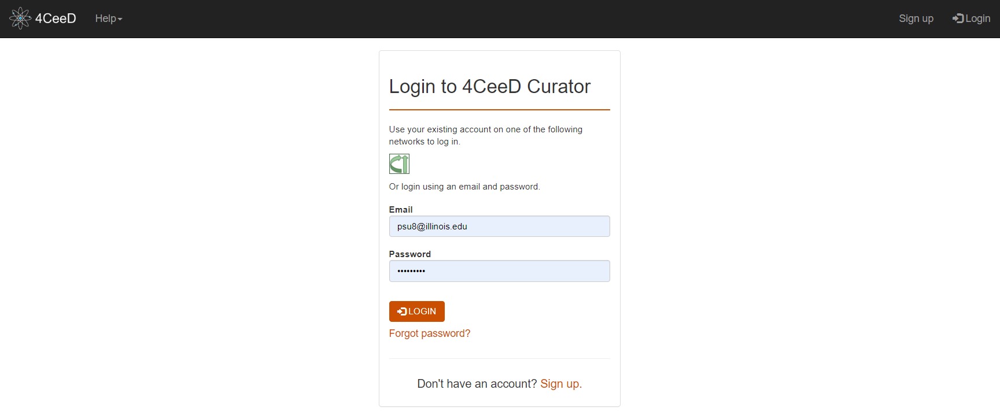 4CeeD Help Sign up Login
Login to 4CeeD Curator
Use your existing account on one of the following
networks to log in.
Or login using an email and password.
Email
psu8@illinois.edu
Password
•••••••••
LOGIN
Forgot password?
Don't have an account? Sign up.